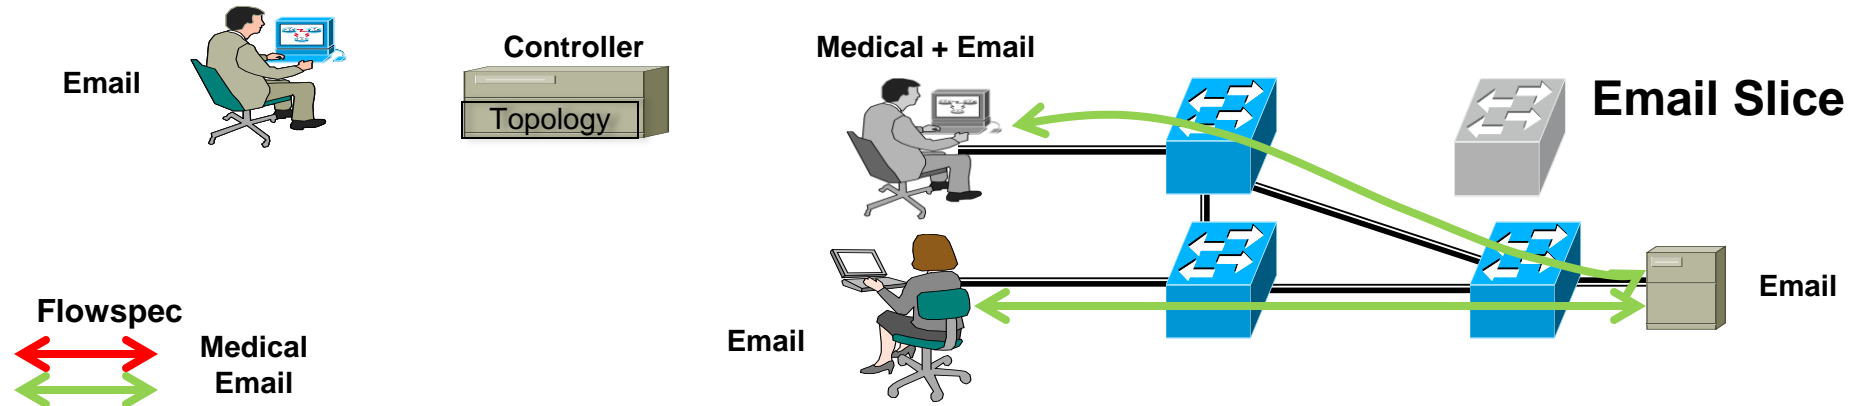 Email
Controller
Topology
Medical + Email
Email Slice
Email
Email
Flowspec
Medical
Email